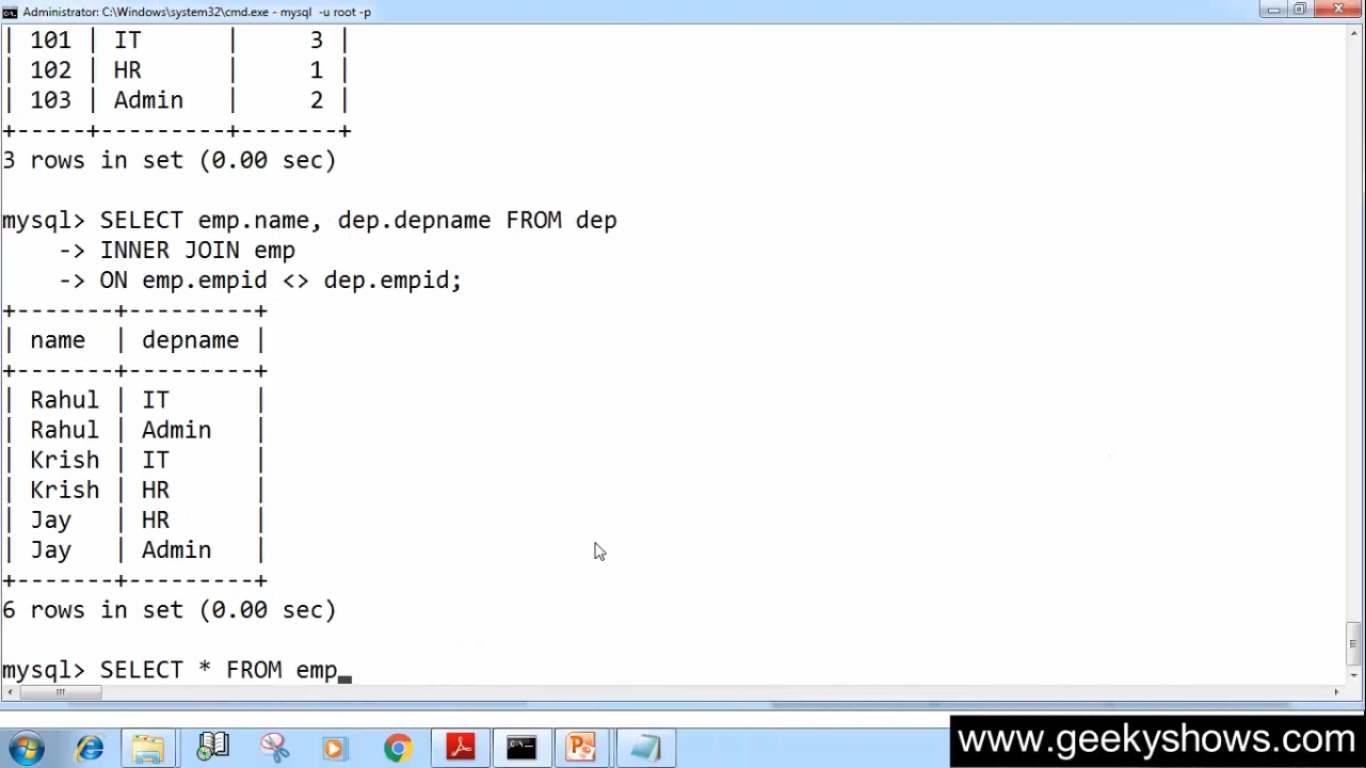 Administrator: C:\Windows\system32\cmd.exe - mysql -u root -p
| 101 | IT      |     3 |
| 102 | HR      |     1 |
| 103 | Admin   |     2 |
+-----+---------+-------+
3 rows in set (0.00 sec)
mysql> SELECT emp.name, dep.depname FROM dep
    -> INNER JOIN emp
    -> ON emp.empid <> dep.empid;
+-------+---------+
| name  | depname |
+-------+---------+
| Rahul | IT      |
| Rahul | Admin   |
| Krish | IT      |
| Krish | HR      |
| Jay   | HR      |
| Jay   | Admin   |
+-------+---------+
6 rows in set (0.00 sec)
mysql> SELECT * FROM emp_
www.geekyshows.com